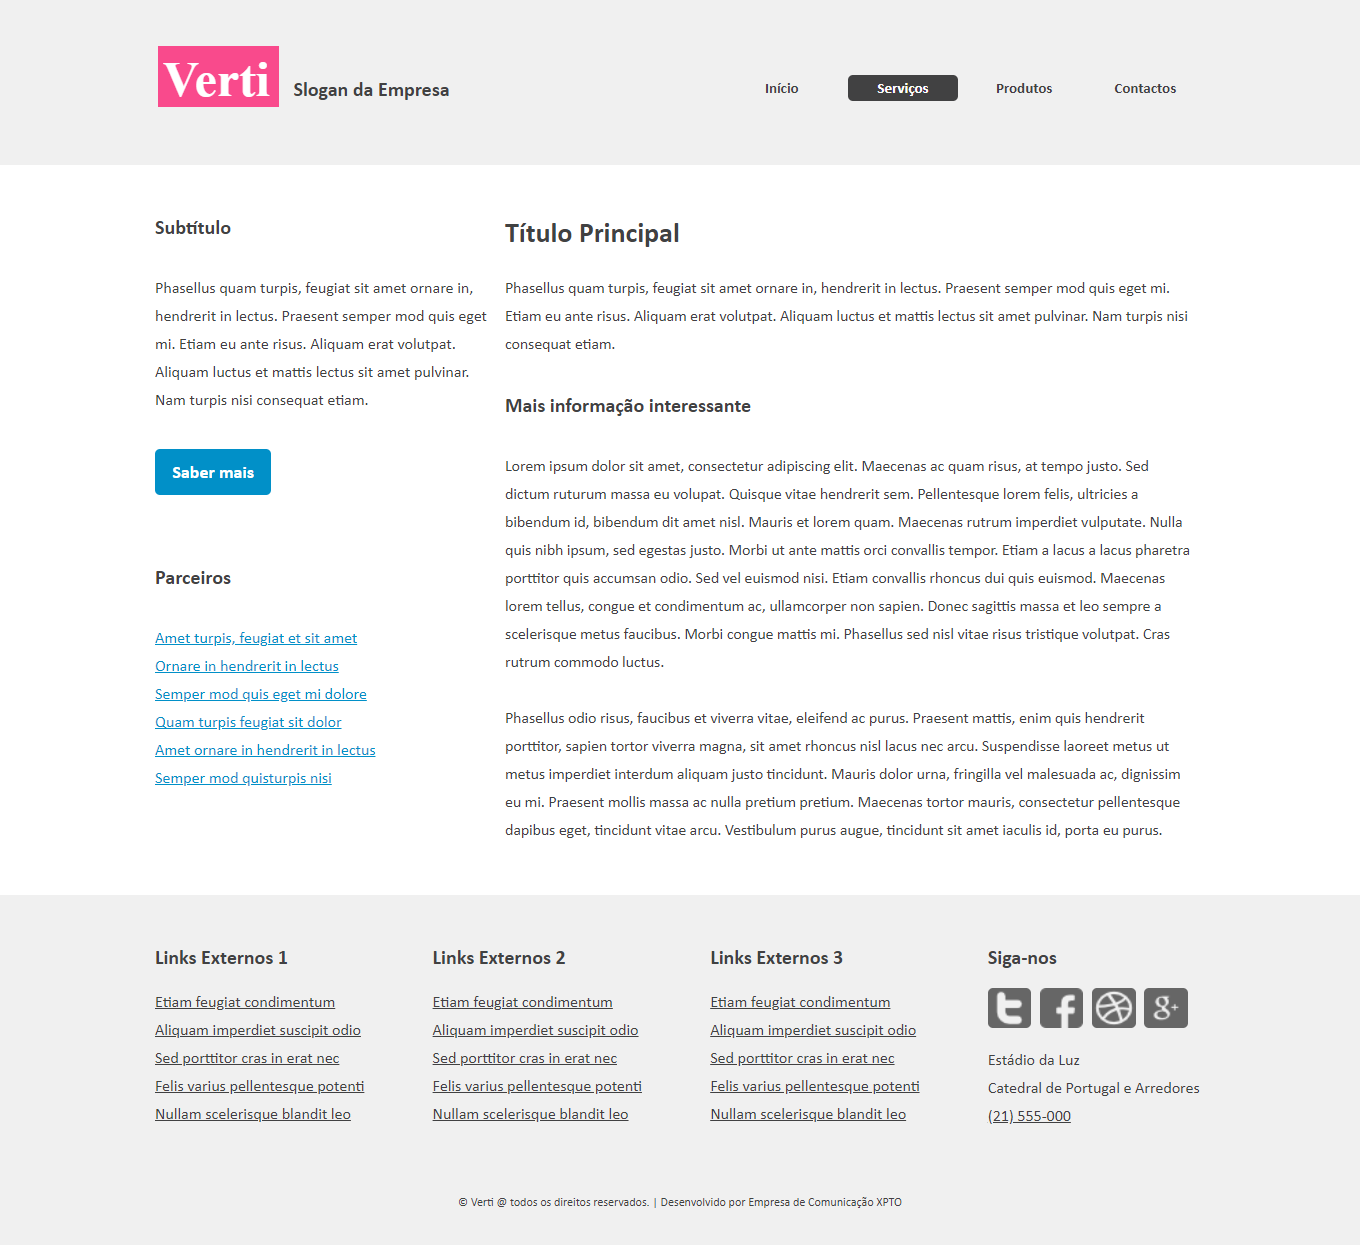 Verti
Slogan da Empresa
Início
Serviços
Produtos
Contactos
Subtítulo
Phasellus quam turpis, feugiat sit amet ornare in,
hendrerit in lectus. Praesent semper mod quis eget
mi. Etiam eu ante risus. Aliquam erat volutpat.
Aliquam luctus et mattis lectus sit amet pulvinar.
Nam turpis nisi consequat etiam.
Saber mais
Parceiros
Amet turpis, feugiat et sit amet
Ornare in hendrerit in lectus
Semper mod quis eget mi dolore
Quam turpis feugiat sit dolor
Amet ornare in hendrerit in lectus
Semper mod quisturpis nisi
Título Principal
Phasellus quam turpis, feugiat sit amet ornare in, hendrerit in lectus. Praesent semper mod quis eget mi.
Etiam eu ante risus. Aliquam erat volutpat. Aliquam luctus et mattis lectus sit amet pulvinar. Nam turpis nisi
consequat etiam.
Mais informação interessante
Lorem ipsum dolor sit amet, consectetur adipiscing elit. Maecenas ac quam risus, at tempo justo. Sed
dictum ruturum massa eu volupat. Quisque vitae hendrerit sem. Pellentesque lorem felis, ultricies a
bibendum id, bibendum dit amet nisl. Mauris et lorem quam. Maecenas rutrum imperdiet vulputate. Nulla
quis nibh ipsum, sed egestas justo. Morbi ut ante mattis orci convallis tempor. Etiam a lacus a lacus pharetra
porttitor quis accumsan odio. Sed vel euismod nisi. Etiam convallis rhoncus dui quis euismod. Maecenas
lorem tellus, congue et condimentum ac, ullamcorper non sapien. Donec sagittis massa et leo sempre a
scelerisque metus faucibus. Morbi congue mattis mi. Phasellus sed nisl vitae risus tristique volutpat. Cras
rutrum commodo luctus.
Phasellus odio risus, faucibus et viverra vitae, eleifend ac purus. Praesent mattis, enim quis hendrerit
porttitor, sapien tortor viverra magna, sit amet rhoncus nisl lacus nec arcu. Suspendisse laoreet metus ut
metus imperdiet interdum aliquam justo tincidunt. Mauris dolor urna, fringilla vel malesuada ac, dignissim
eu mi. Praesent mollis massa ac nulla pretium pretium. Maecenas tortor mauris, consectetur pellentesque
dapibus eget, tincidunt vitae arcu. Vestibulum purus augue, tincidunt sit amet iaculis id, porta eu purus.
Links Externos 1
Etiam feugiat condimentum
Aliquam imperdiet suscipit odio
Sed porttitor cras in erat nec
Felis varius pellentesque potenti
Nullam scelerisque blandit leo
Links Externos 2
Etiam feugiat condimentum
Aliquam imperdiet suscipit odio
Sed porttitor cras in erat nec
Felis varius pellentesque potenti
Nullam scelerisque blandit leo
Links Externos 3
Etiam feugiat condimentum
Aliquam imperdiet suscipit odio
Sed porttitor cras in erat nec
Felis varius pellentesque potenti
Nullam scelerisque blandit leo
Siga-nos
Estádio da Luz
Catedral de Portugal e Arredores
(21) 555-000
© Verti @ todos os direitos reservados. | Desenvolvido por Empresa de Comunicação XPTO